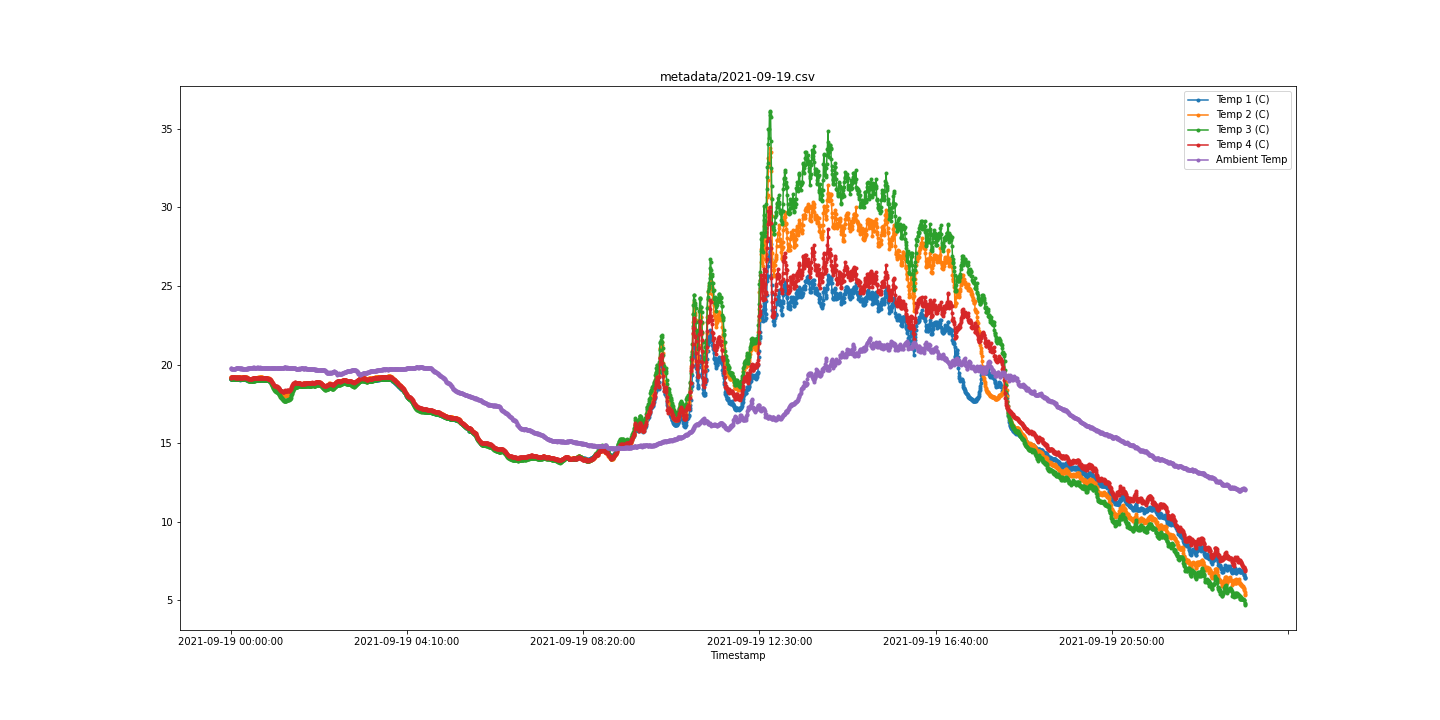 metadata/2021-09-19.csv
Temp 1 (C)
Temp 2 (C)
Temp 3 (C)
Temp 4 (C)
Ambient Temp
35
30
25
20
15
10
5
2021-09-19 00:00:00 2021-09-19 04:10:00 2021-09-19 08:20:00 2021-09-19 12:30:00 2021-09-19 16:40:00 2021-09-19 20:50:00
Timestamp